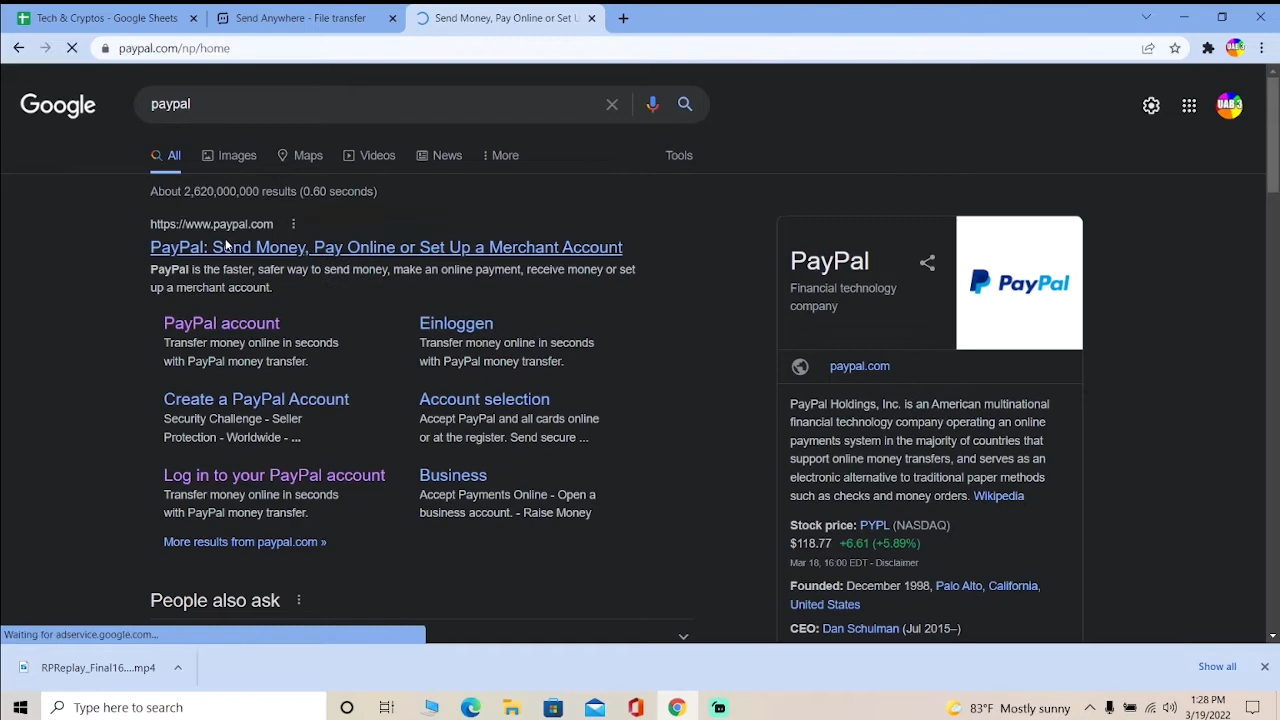 Tech & Cryptos - Google Sheets
Send Anywhere - File transfer
Send Money, Pay Online or Set U
paypal.com/np/home
Google
paypal
UAB 3
All
Images
Maps
Videos
News
More
Tools
About 2,620,000,000 results (0.60 seconds)
https://www.paypal.com
PayPal: Send Money, Pay Online or Set Up a Merchant Account
PayPal is the faster, safer way to send money, make an online payment, receive money or set
up a merchant account.
PayPal account
Transfer money online in seconds
with PayPal money transfer.
Einloggen
Transfer money online in seconds
with PayPal money transfer.
Create a PayPal Account
Security Challenge - Seller
Protection - Worldwide - ...
Account selection
Accept PayPal and all cards online
or at the register. Send secure ...
Log in to your PayPal account
Transfer money online in seconds
with PayPal money transfer.
Business
Accept Payments Online - Open a
business account. - Raise Money
More results from paypal.com »
People also ask
PayPal
Financial technology
company
PayPal
paypal.com
PayPal Holdings, Inc. is an American multinational
financial technology company operating an online
payments system in the majority of countries that
support online money transfers, and serves as an
electronic alternative to traditional paper methods
such as checks and money orders. Wikipedia
Stock price: PYPL (NASDAQ)
$118.77 +6.61 (+5.89%)
Mar 18, 16:00 EDT - Disclaimer
Founded: December 1998, Palo Alto, California,
United States
CEO: Dan Schulman (Jul 2015–)
Waiting for adservice.google.com...
RPReplay_Final16....mp4
Show all
Type here to search
83°F Mostly sunny
1:28 PM
3/19/2022